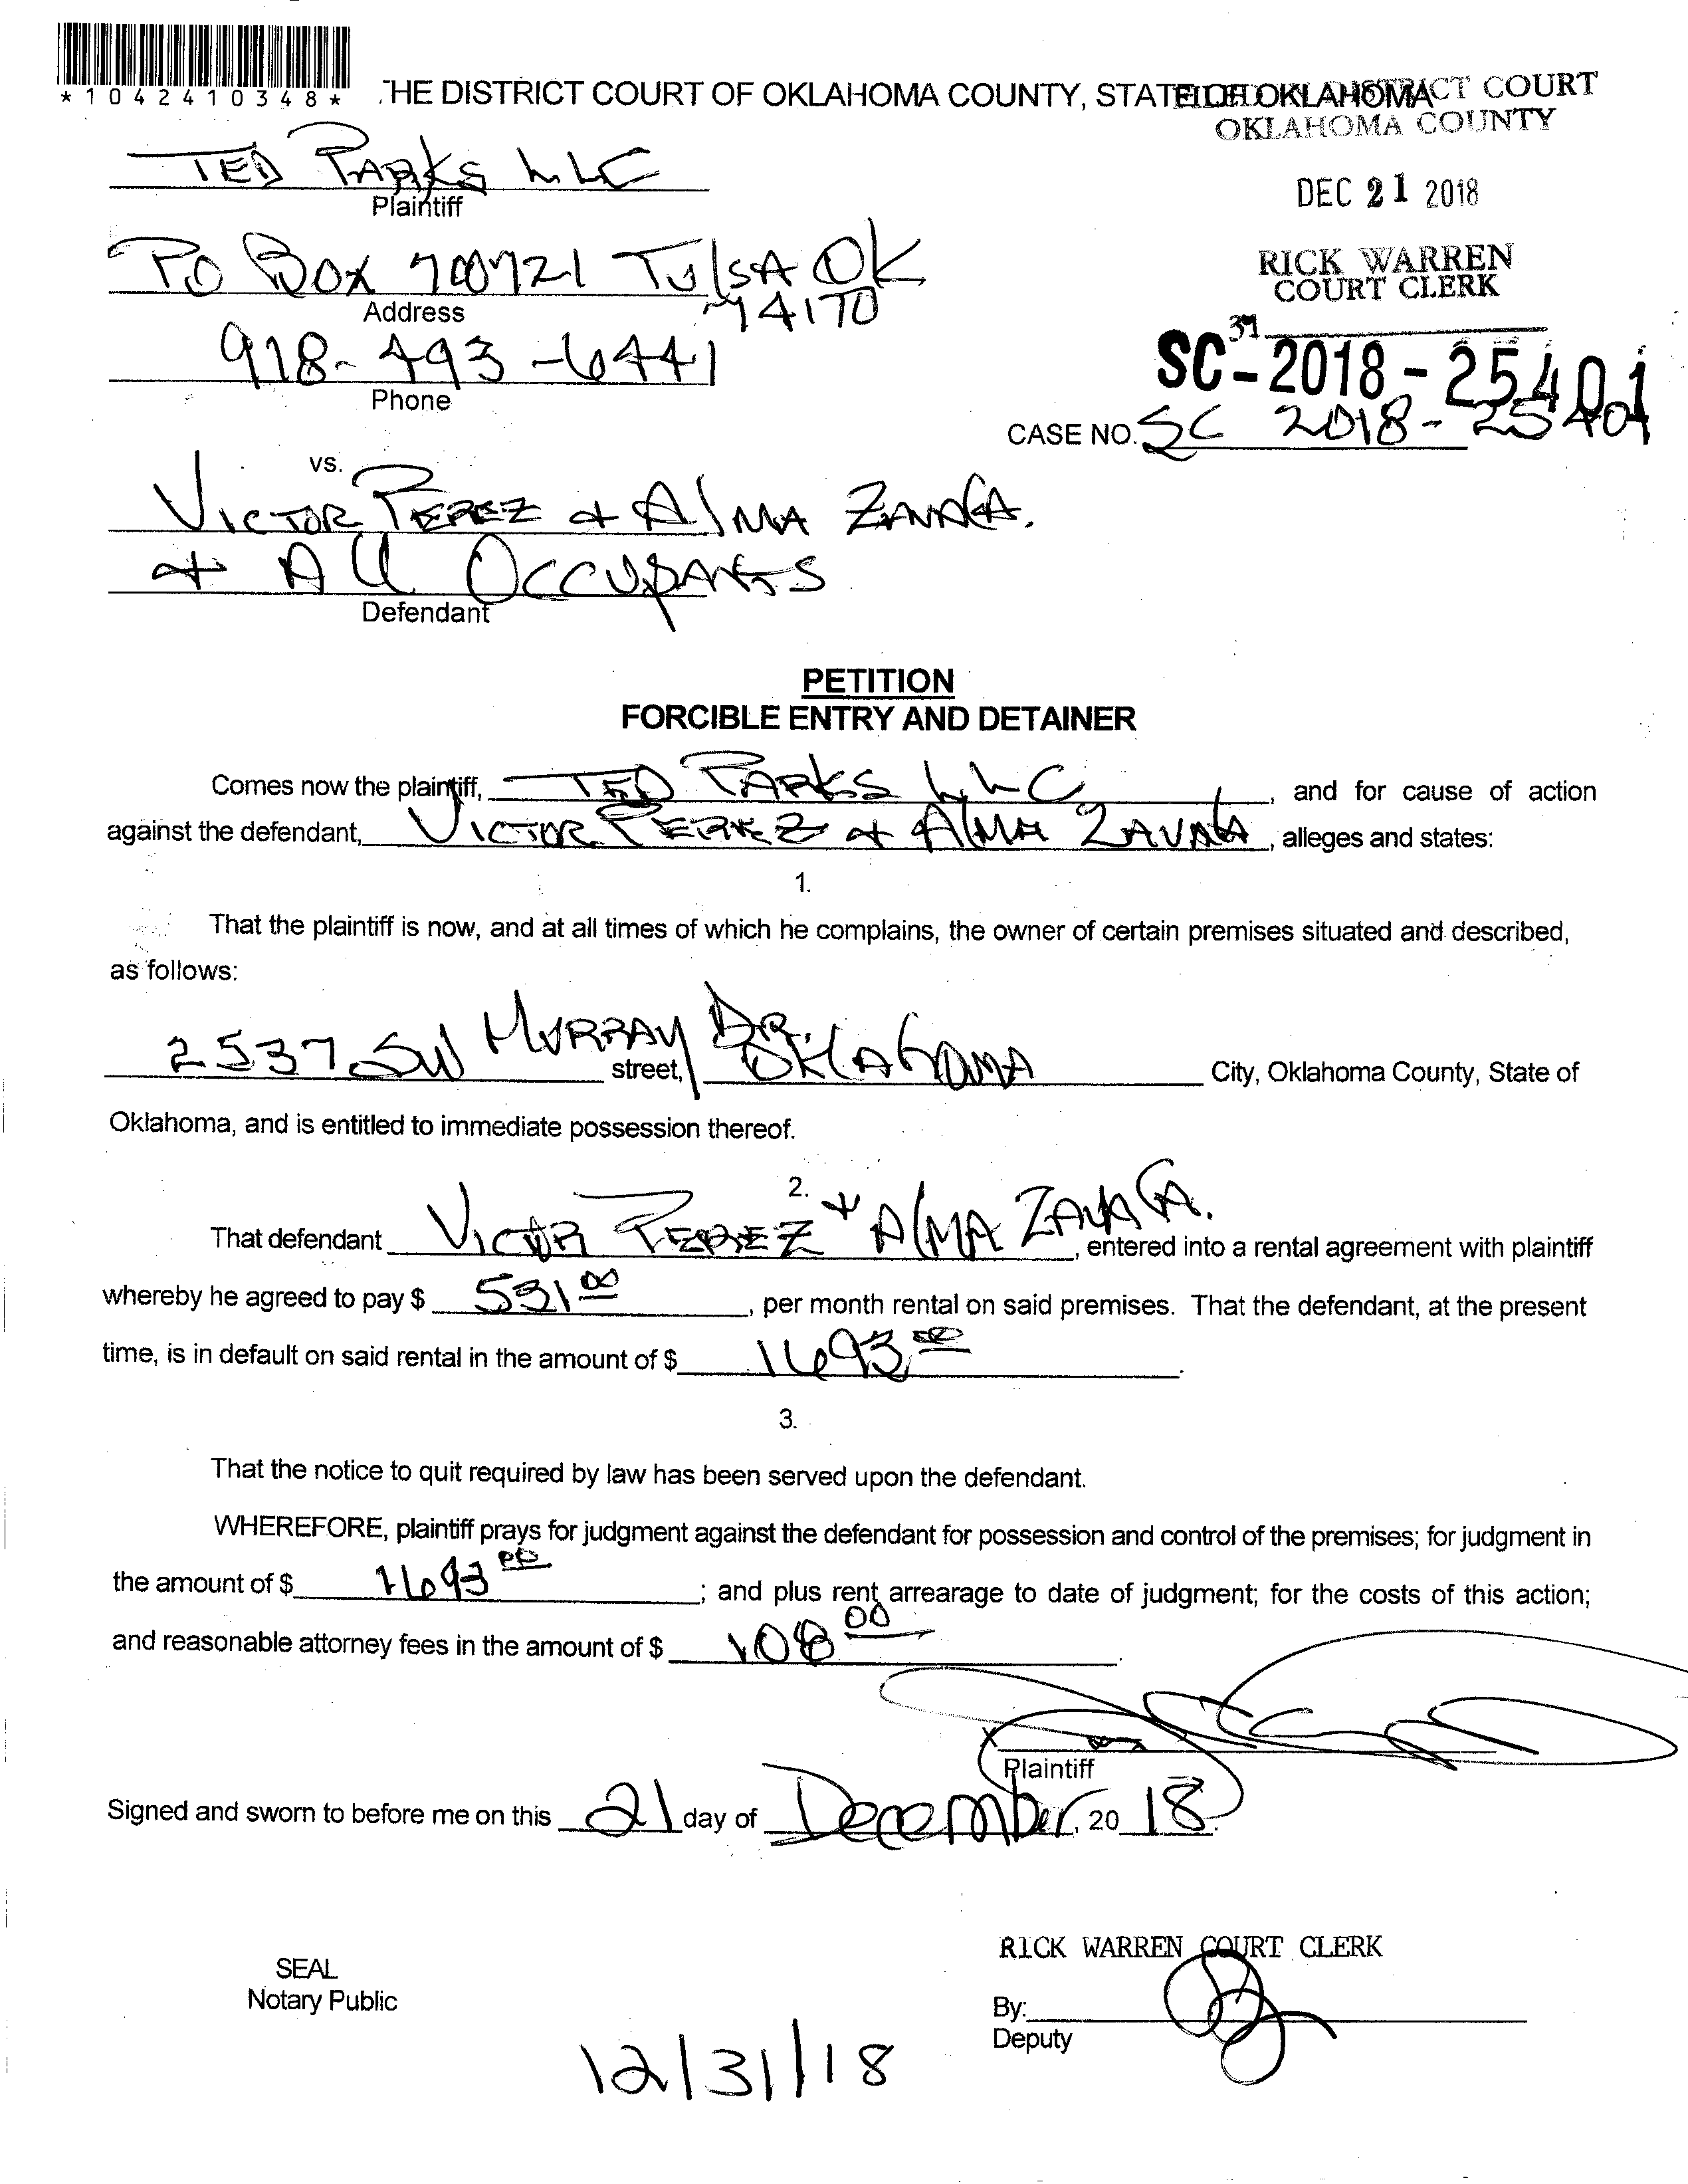 *1042410348*
THE DISTRICT COURT OF OKLAHOMA COUNTY, STATE OF OKLAHOMA
FILED DISTRICT COURT
OKLAHOMA COUNTY
TED PARKS LLC
Plaintiff
DEC 21 2018
PO BOX 700721 TulSA OK
74170
Address
RICK WARREN
COURT CLERK
39
918-493-6441
Phone
SC-2018-25401
CASE NO. SC 2018-25401
vs.
VICTOR PEREZ + AlMA ZAVALA.
+ All OCCUPANTS
Defendant
PETITION
FORCIBLE ENTRY AND DETAINER
Comes now the plaintiff, TED PARKS LLC, and for cause of action
against the defendant, VICTOR PEREZ + AlMA ZAVALA, alleges and states:
1.
That the plaintiff is now, and at all times of which he complains, the owner of certain premises situated and described,
as follows:
2537 SW MURRAY DR. street, OKLAHOMA City, Oklahoma County, State of
Oklahoma, and is entitled to immediate possession thereof.
2.
That defendant VICTOR PEREZ + AlMA ZAVALA., entered into a rental agreement with plaintiff
whereby he agreed to pay $ 531 00, per month rental on said premises. That the defendant, at the present
time, is in default on said rental in the amount of $ 1693.00.
3.
That the notice to quit required by law has been served upon the defendant.
WHEREFORE, plaintiff prays for judgment against the defendant for possession and control of the premises; for judgment in
the amount of $ 1693 00; and plus rent arrearage to date of judgment; for the costs of this action;
and reasonable attorney fees in the amount of $ 108 00.
X
Plaintiff
Signed and sworn to before me on this 21 day of December, 20 18.
RICK WARREN COURT CLERK
SEAL
Notary Public
By:
Deputy
12/31/18